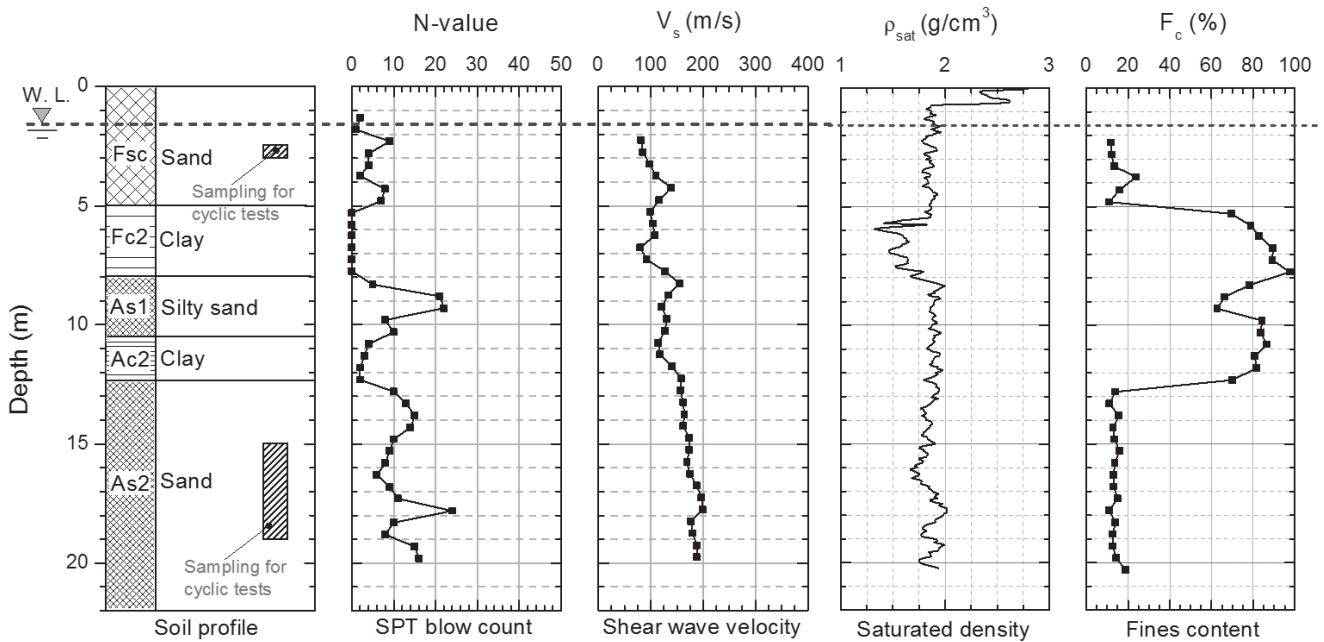 N-value
V_s (m/s)
ρ_sat (g/cm³)
F_c (%)
0 10 20 30 40 50
0 100 200 300 400
1 2 3
0 20 40 60 80 100
W. L.
0
Fsc Sand
Sampling for
cyclic tests
5
Fc2 Clay
As1 Silty sand
10
Ac2 Clay
Depth (m)
15
As2 Sand
20
Sampling for
cyclic tests
Soil profile
SPT blow count
Shear wave velocity
Saturated density
Fines content